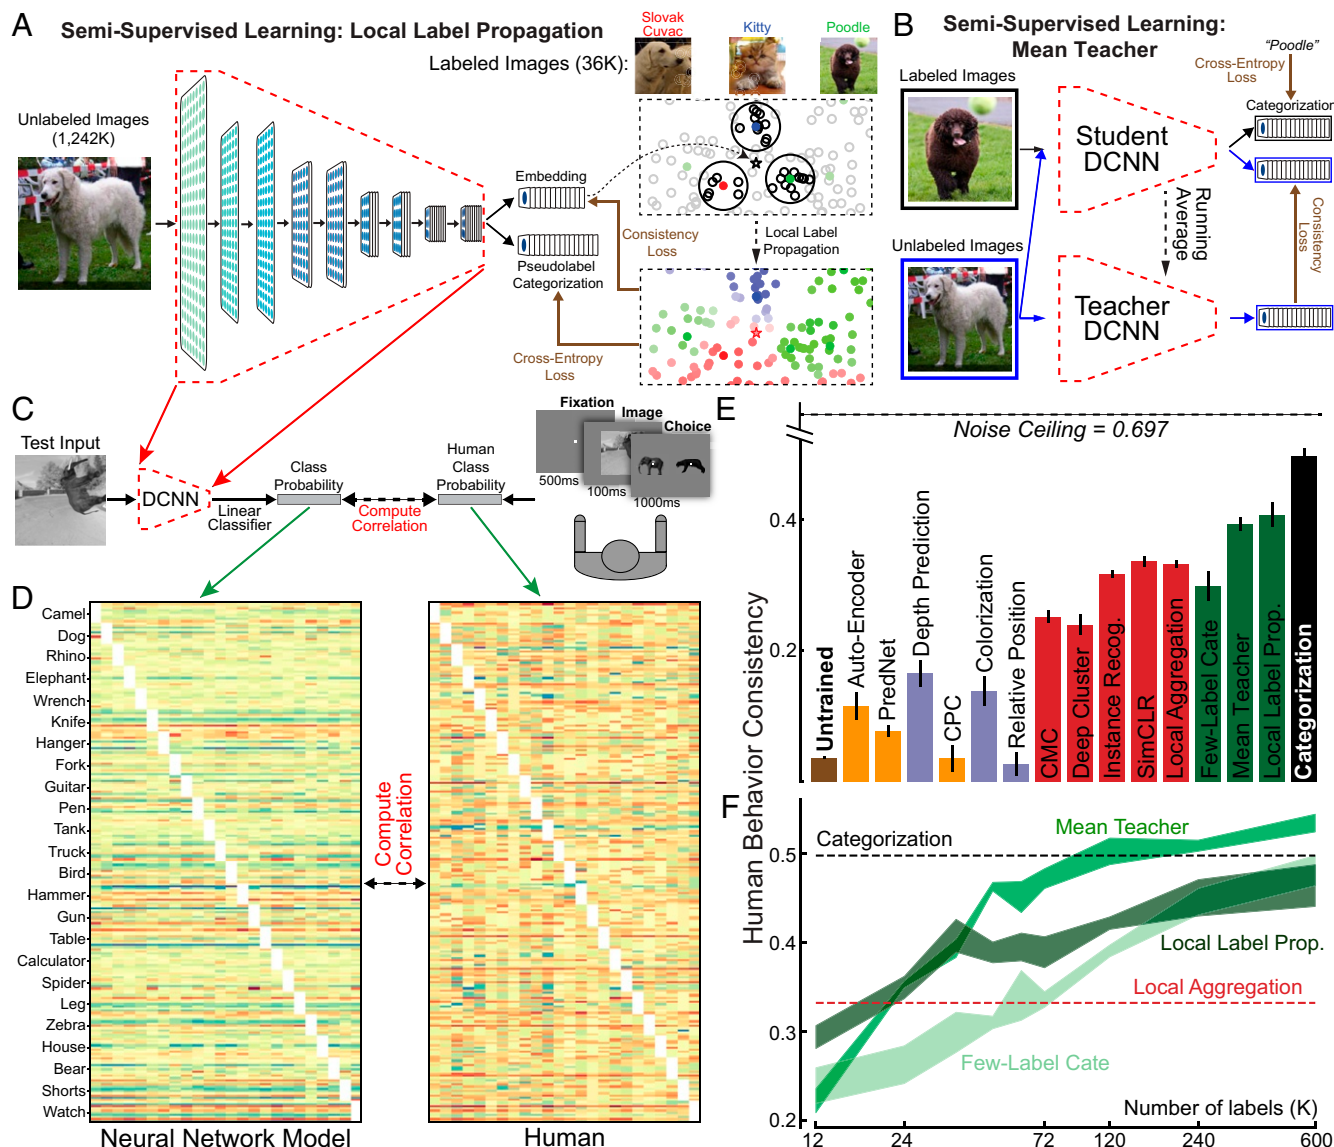 A
Semi-Supervised Learning: Local Label Propagation
Unlabeled Images
(1,242K)
Labeled Images (36K):
Slovak
Cuvac
Kitty
Poodle
Embedding
Pseudolabel
Categorization
Consistency
Loss
Cross-Entropy
Loss
Local Label
Propagation
B
Semi-Supervised Learning:
Mean Teacher
Labeled Images
Unlabeled Images
Student
DCNN
Teacher
DCNN
Running
Average
"Poodle"
Cross-Entropy
Loss
Categorization
Consistency
Loss
C
Test Input
DCNN
Linear
Classifier
Class
Probability
Compute
Correlation
Human
Class
Probability
Fixation
Image
Choice
500ms
100ms
1000ms
D
Camel
Dog
Rhino
Elephant
Wrench
Knife
Hanger
Fork
Guitar
Pen
Tank
Truck
Bird
Hammer
Gun
Table
Calculator
Spider
Leg
Zebra
House
Bear
Shorts
Watch
Neural Network Model
Compute
Correlation
Human
E
Noise Ceiling = 0.697
0.4
0.2
Human Behavior Consistency
Untrained
Auto-Encoder
PredNet
Depth Prediction
CPC
Colorization
Relative Position
CMC
Deep Cluster
Instance Recog.
SimCLR
Local Aggregation
Few-Label Cate
Mean Teacher
Local Label Prop.
Categorization
F
0.5
0.4
0.3
0.2
Categorization
Mean Teacher
Local Label Prop.
Local Aggregation
Few-Label Cate
Number of labels (K)
12
24
72
120
240
600